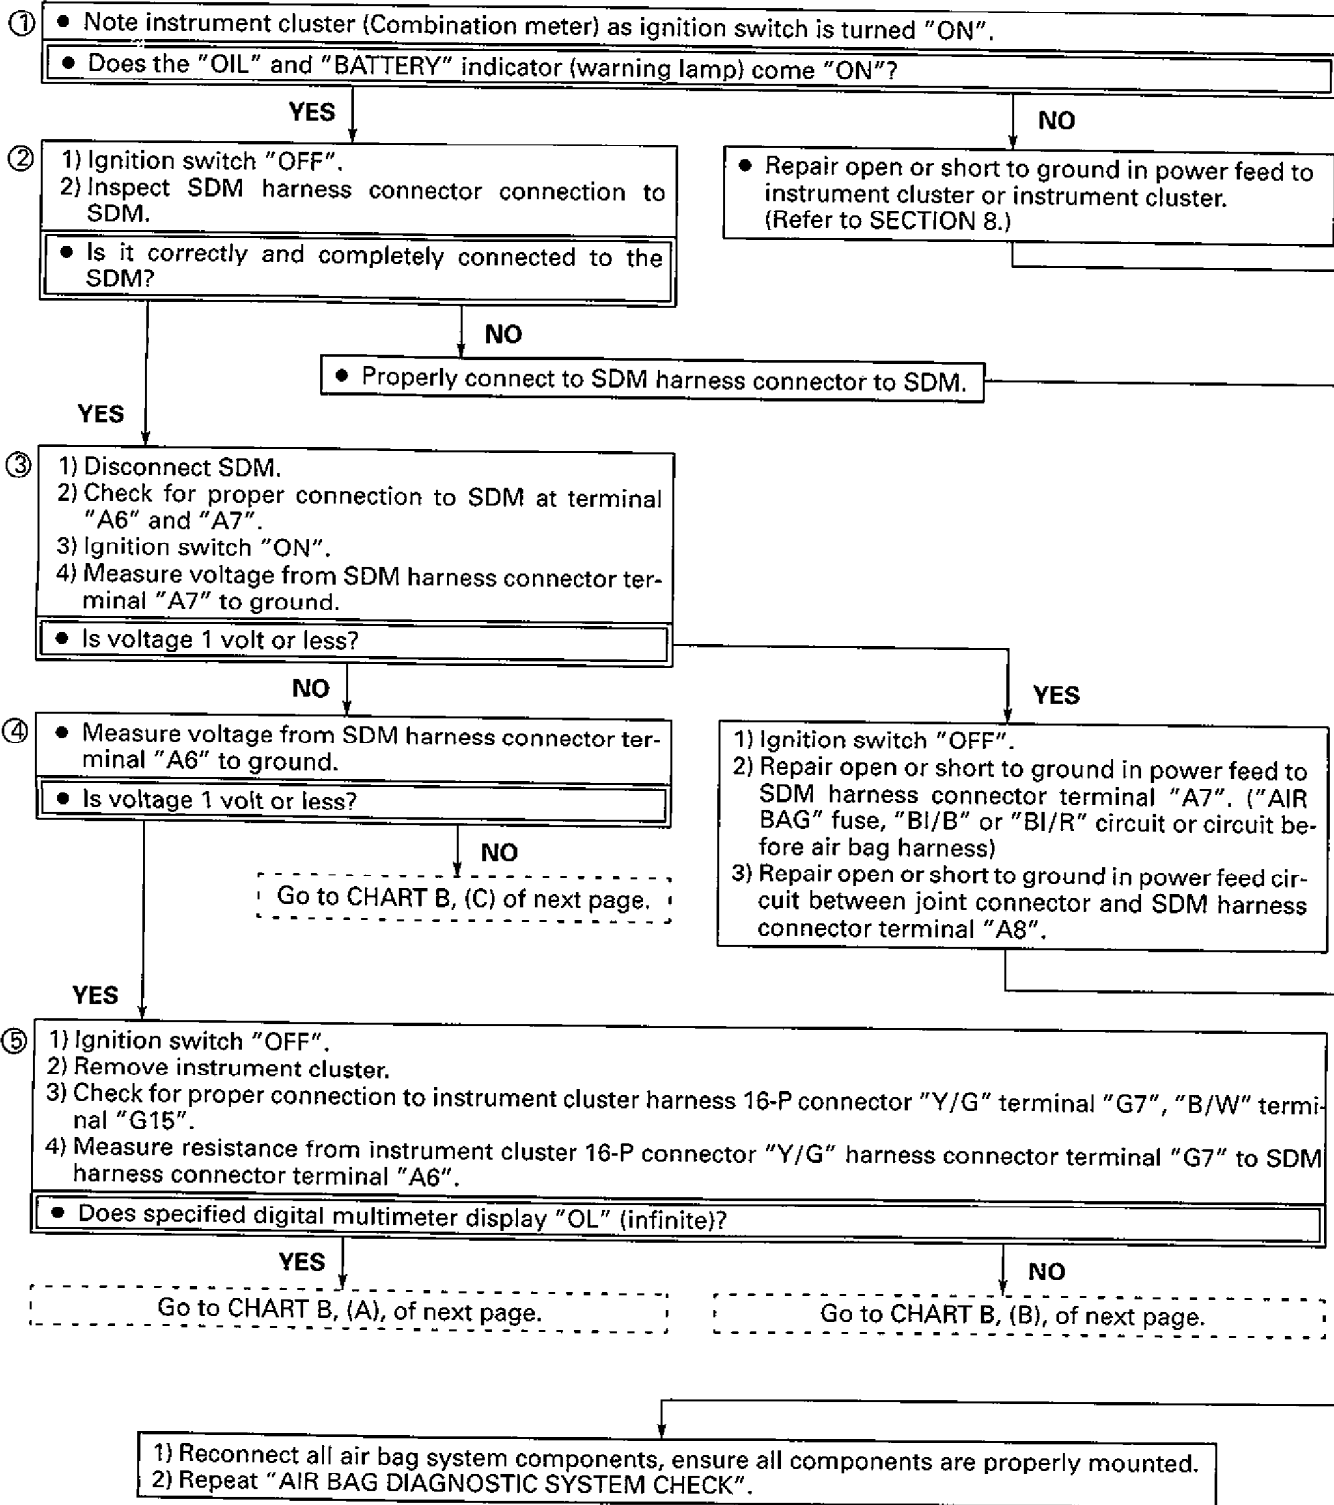 ① • Note instrument cluster (Combination meter) as ignition switch is turned "ON".
• Does the "OIL" and "BATTERY" indicator (warning lamp) come "ON"?
YES
NO
② 1) Ignition switch "OFF".
2) Inspect SDM harness connector connection to
SDM.
• Is it correctly and completely connected to the
SDM?
• Repair open or short to ground in power feed to
instrument cluster or instrument cluster.
(Refer to SECTION 8.)
NO
• Properly connect to SDM harness connector to SDM.
YES
③ 1) Disconnect SDM.
2) Check for proper connection to SDM at terminal
"A6" and "A7".
3) Ignition switch "ON".
4) Measure voltage from SDM harness connector ter-
minal "A7" to ground.
• Is voltage 1 volt or less?
NO
YES
④ • Measure voltage from SDM harness connector ter-
minal "A6" to ground.
• Is voltage 1 volt or less?
1) Ignition switch "OFF".
2) Repair open or short to ground in power feed to
SDM harness connector terminal "A7". ("AIR
BAG" fuse, "BI/B" or "BI/R" circuit or circuit be-
fore air bag harness)
3) Repair open or short to ground in power feed cir-
cuit between joint connector and SDM harness
connector terminal "A8".
NO
Go to CHART B, (C) of next page.
YES
⑤ 1) Ignition switch "OFF".
2) Remove instrument cluster.
3) Check for proper connection to instrument cluster harness 16-P connector "Y/G" terminal "G7", "B/W" termi-
nal "G15".
4) Measure resistance from instrument cluster 16-P connector "Y/G" harness connector terminal "G7" to SDM
harness connector terminal "A6".
• Does specified digital multimeter display "OL" (infinite)?
YES
NO
Go to CHART B, (A), of next page.
Go to CHART B, (B), of next page.
1) Reconnect all air bag system components, ensure all components are properly mounted.
2) Repeat "AIR BAG DIAGNOSTIC SYSTEM CHECK".